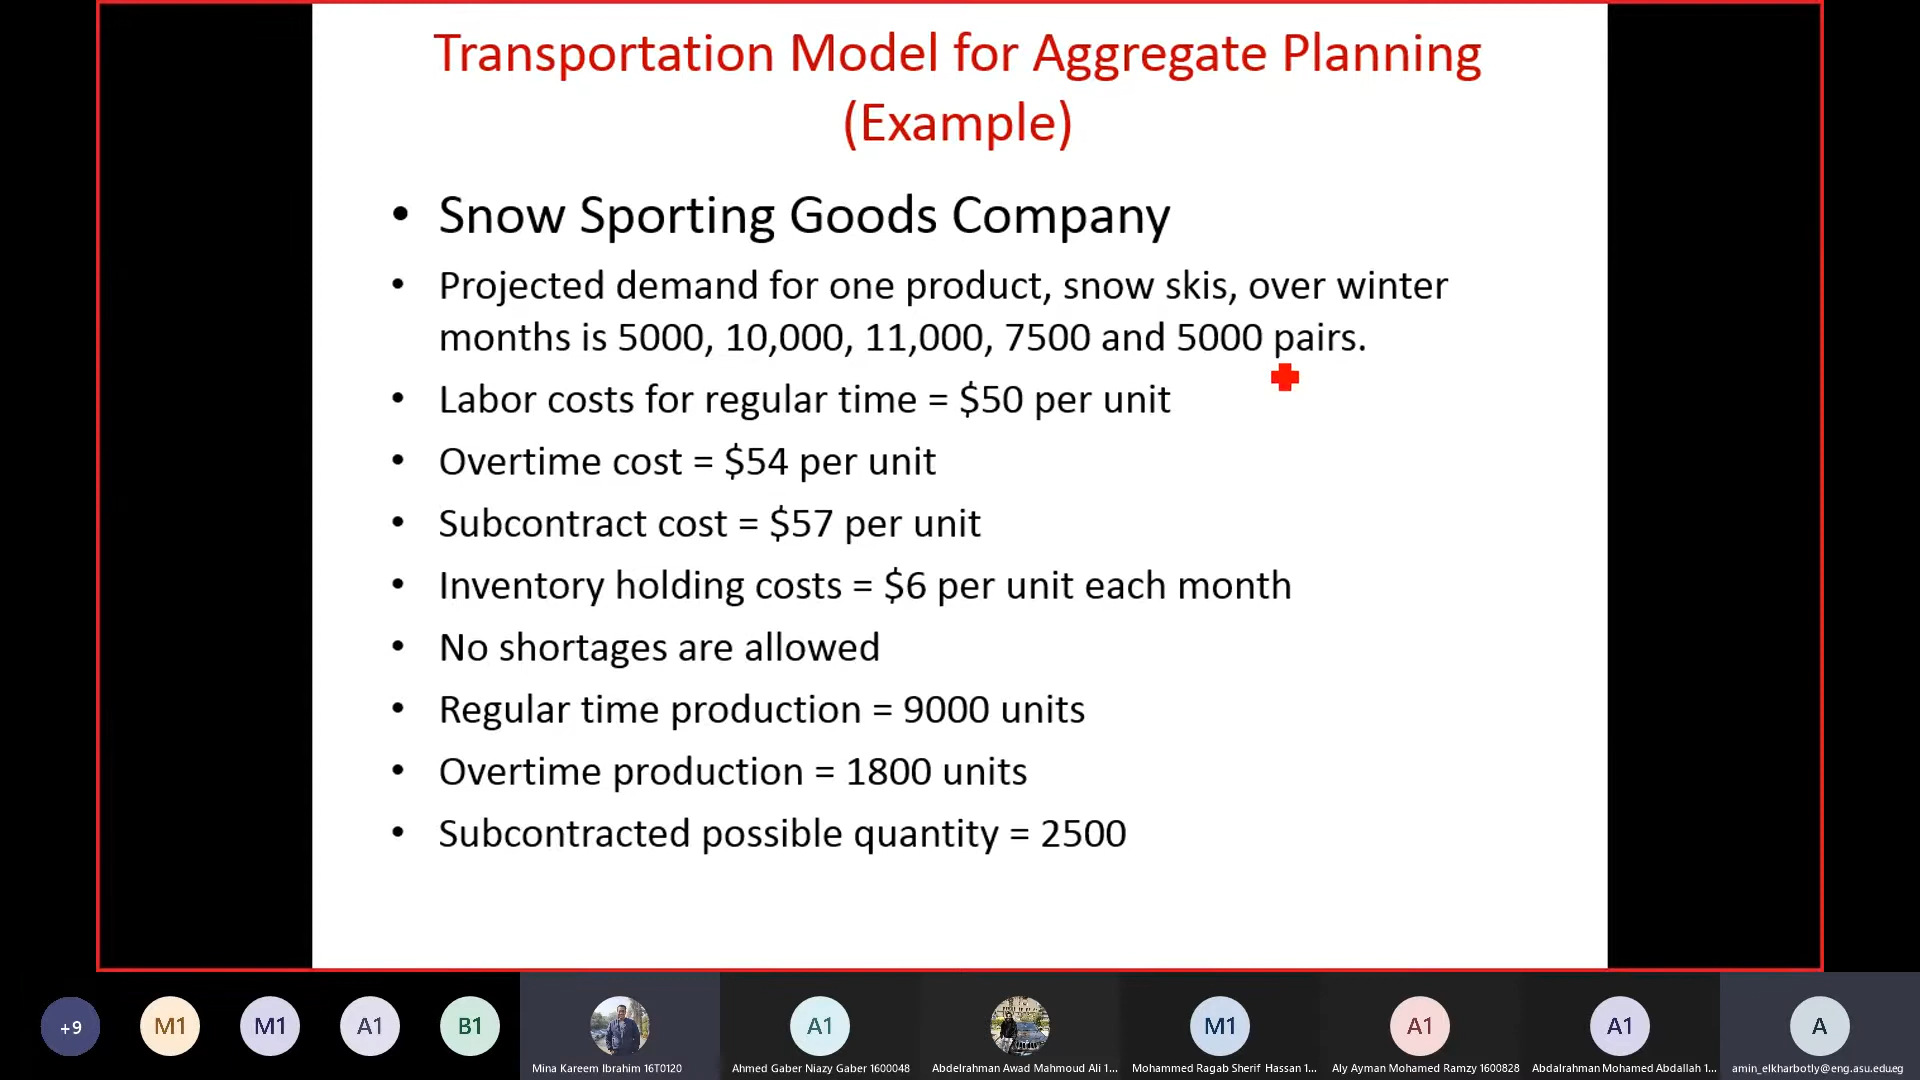 Transportation Model for Aggregate Planning
(Example)
• Snow Sporting Goods Company
• Projected demand for one product, snow skis, over winter
months is 5000, 10,000, 11,000, 7500 and 5000 pairs.
• Labor costs for regular time = $50 per unit
• Overtime cost = $54 per unit
• Subcontract cost = $57 per unit
• Inventory holding costs = $6 per unit each month
• No shortages are allowed
• Regular time production = 9000 units
• Overtime production = 1800 units
• Subcontracted possible quantity = 2500
+9 M1 M1 A1 B1 A1 M1 A1 A1 A
Mina Kareem Ibrahim 16T0120 Ahmed Gaber Niazy Gaber 1600048 Abdelrahman Awad Mahmoud Ali 1... Mohammed Ragab Sherif Hassan 1... Aly Ayman Mohamed Ramzy 1600828 Abdalrahman Mohamed Abdallah 1... amin_elkharbotly@eng.asu.edu.eg